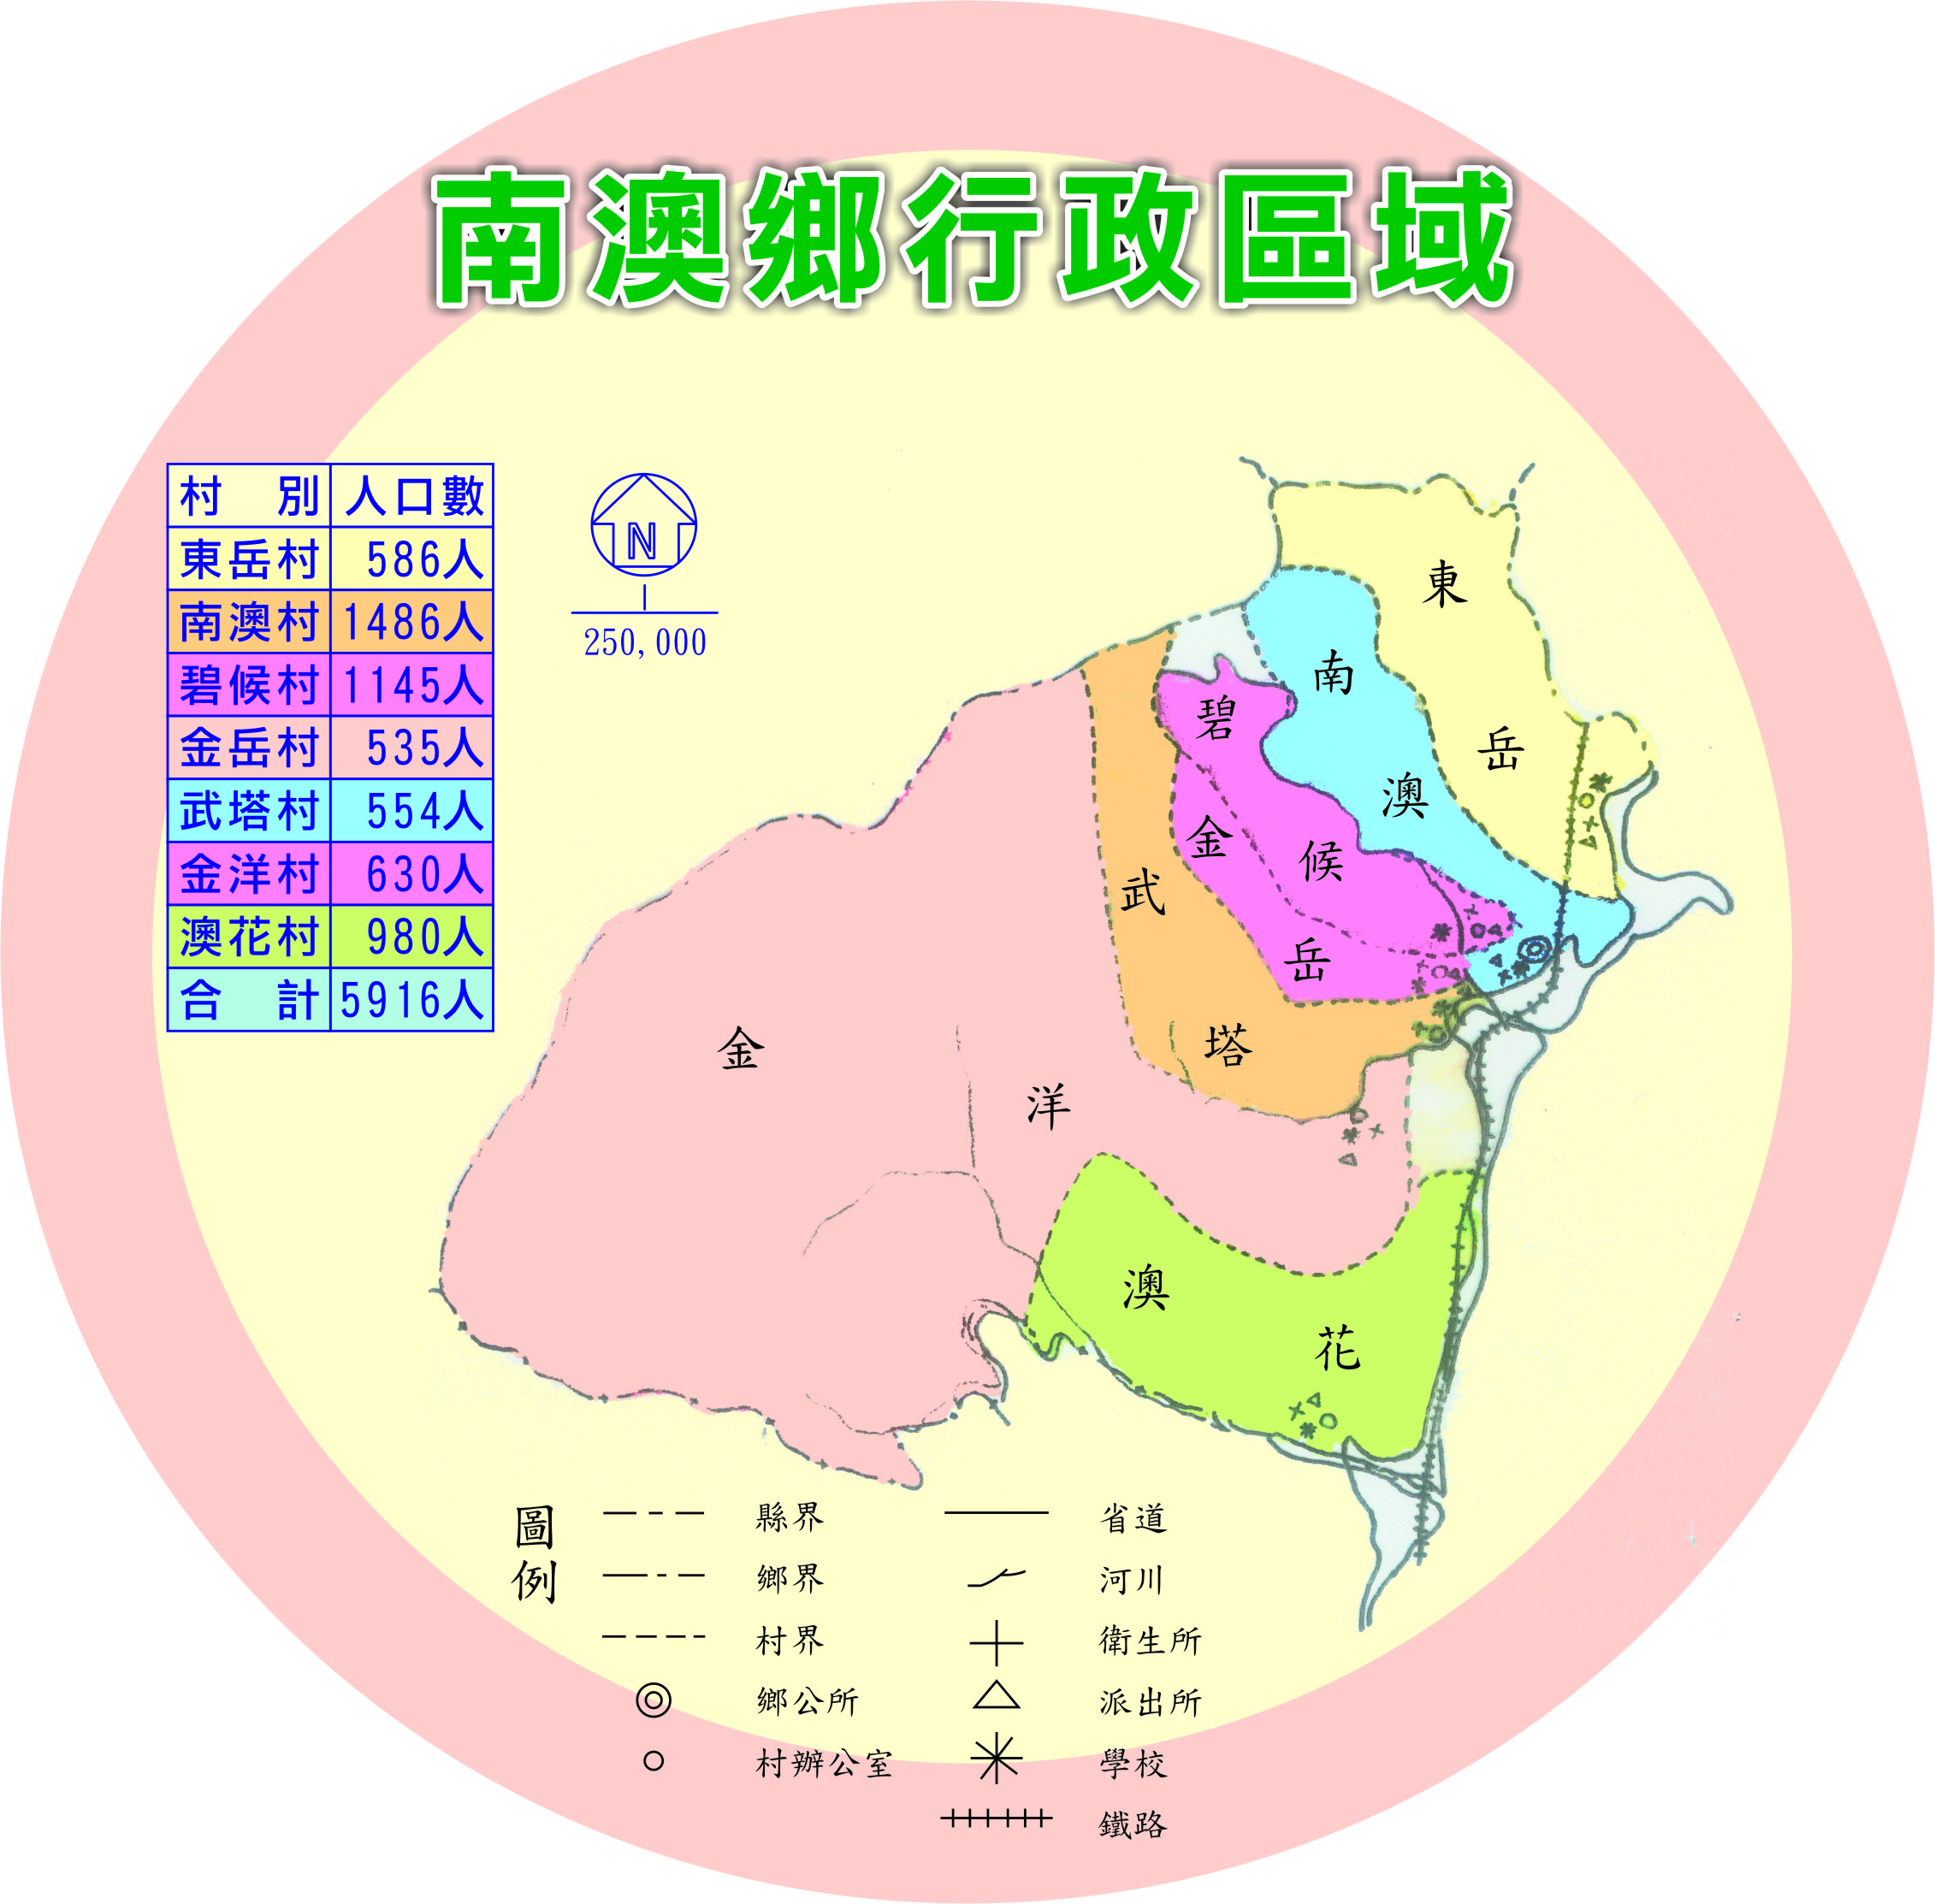 南澳鄉行政區域
村別 人口數
東岳村 586人
南澳村 1486人
碧候村 1145人
金岳村 535人
武塔村 554人
金洋村 630人
澳花村 980人
合計 5916人
N
250,000
東岳
南澳
碧候
金岳
武塔
金洋
澳花
圖例
縣界
鄉界
村界
鄉公所
村辦公室
省道
河川
衛生所
派出所
學校
鐵路